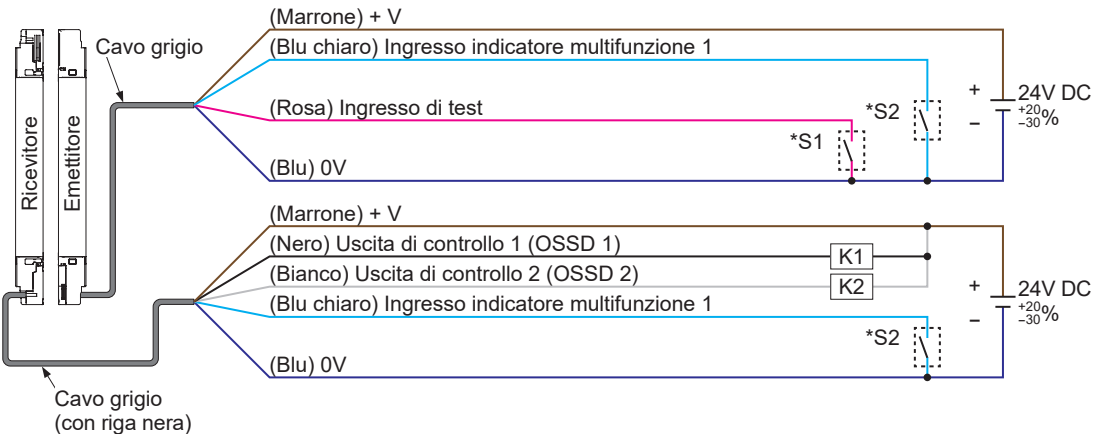 (Marrone) + V
Cavo grigio
(Blu chiaro) Ingresso indicatore multifunzione 1
(Rosa) Ingresso di test
*S1
*S2
+
−
24V DC
+20
−30 %
(Blu) 0V
Ricevitore
Emettitore
(Marrone) + V
(Nero) Uscita di controllo 1 (OSSD 1)
K1
(Bianco) Uscita di controllo 2 (OSSD 2)
K2
(Blu chiaro) Ingresso indicatore multifunzione 1
*S2
+
−
24V DC
+20
−30 %
(Blu) 0V
Cavo grigio
(con riga nera)